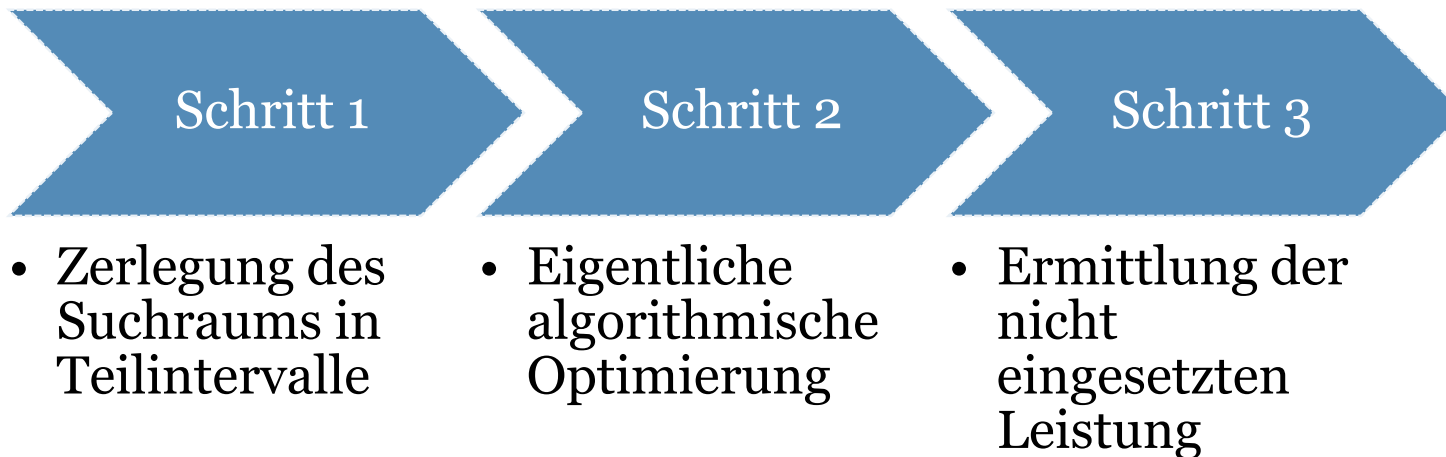 Schritt 1
Schritt 2
Schritt 3
• Zerlegung des
Suchraums in
Teilintervalle
• Eigentliche
algorithmische
Optimierung
• Ermittlung der
nicht
eingesetzten
Leistung